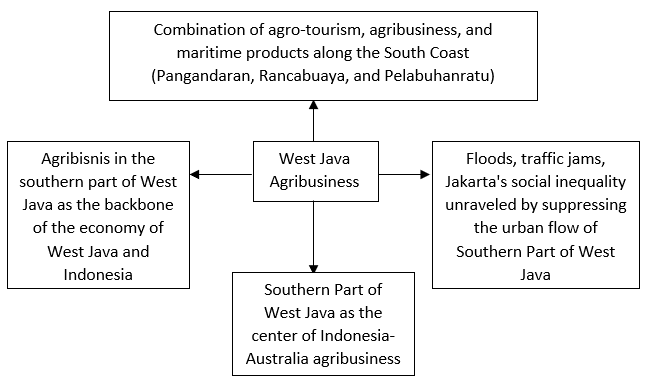 Combination of agro-tourism, agribusiness, and
maritime products along the South Coast
(Pangandaran, Rancabuaya, and Pelabuhanratu)
Agribisnis in the
southern part of West
Java as the backbone
of the economy of
West Java and
Indonesia
West Java
Agribusiness
Floods, traffic jams,
Jakarta's social inequality
unraveled by suppressing
the urban flow of
Southern Part of West
Java
Southern Part of
West Java as the
center of Indonesia-
Australia agribusiness